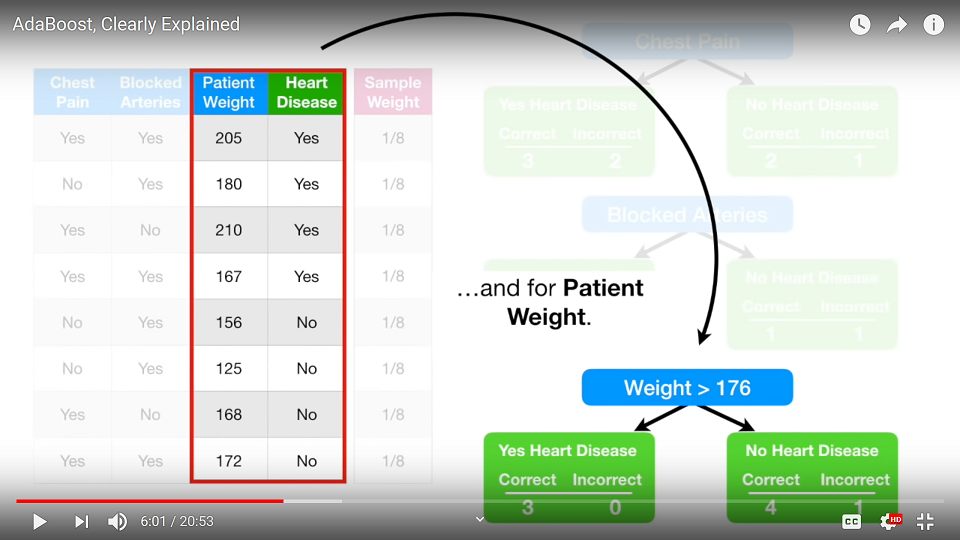 AdaBoost, Clearly Explained
Chest Pain
Chest Pain
Blocked Arteries
Patient Weight
Heart Disease
Sample Weight
Yes Yes 205 Yes 1/8
No Yes 180 Yes 1/8
Yes No 210 Yes 1/8
Yes Yes 167 Yes 1/8
No Yes 156 No 1/8
No Yes 125 No 1/8
Yes No 168 No 1/8
Yes Yes 172 No 1/8
Yes Heart Disease
Correct Incorrect
3 2
No Heart Disease
Correct Incorrect
2 1
Blocked Arteries
No Heart Disease
Correct Incorrect
1 1
…and for Patient
Weight.
Weight > 176
Yes Heart Disease
Correct Incorrect
3 0
No Heart Disease
Correct Incorrect
4 1
6:01 / 20:53
CC
HD